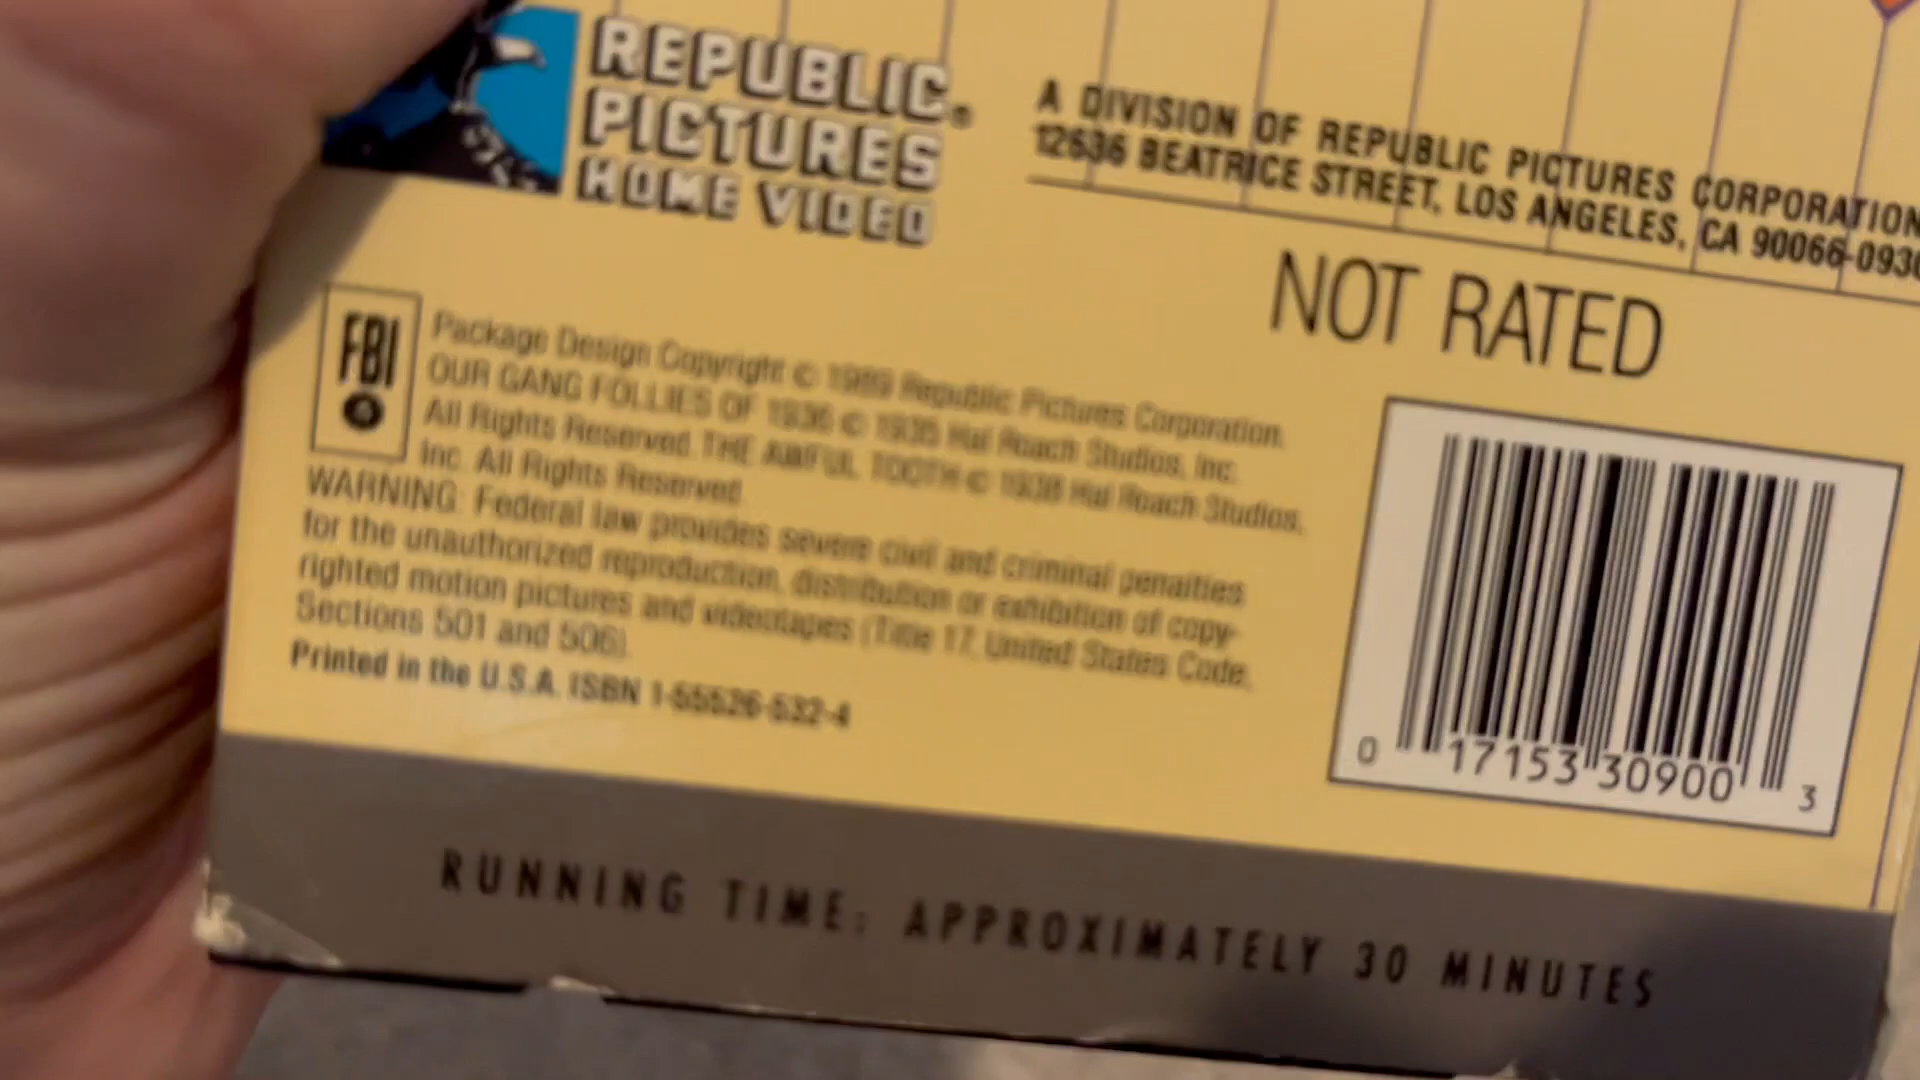 REPUBLIC®
PICTURES
HOME VIDEO
A DIVISION OF REPUBLIC PICTURES CORPORATION
12636 BEATRICE STREET, LOS ANGELES, CA 90066-0930
NOT RATED
FBI
Package Design Copyright © 1989 Republic Pictures Corporation.
OUR GANG FOLLIES OF 1936 © 1935 Hal Roach Studios, Inc.
All Rights Reserved. THE AWFUL TOOTH © 1938 Hal Roach Studios,
Inc. All Rights Reserved.
WARNING: Federal law provides severe civil and criminal penalties
for the unauthorized reproduction, distribution or exhibition of copy-
righted motion pictures and videotapes (Title 17, United States Code,
Sections 501 and 506).
Printed in the U.S.A. ISBN 1-55526-532-4
0 17153 30900 3
RUNNING TIME: APPROXIMATELY 30 MINUTES